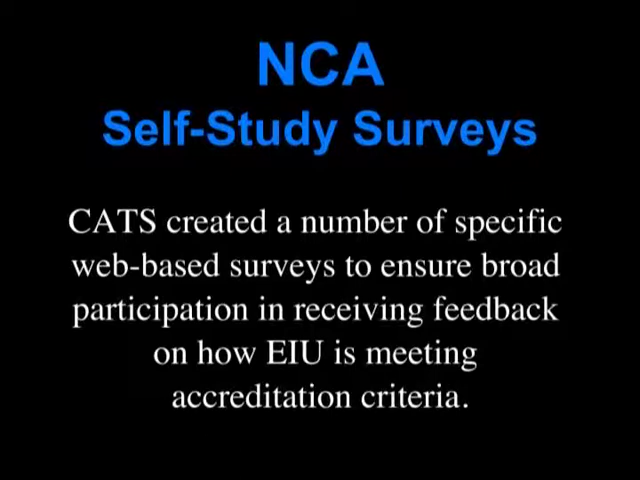 NCA
Self-Study Surveys
CATS created a number of specific
web-based surveys to ensure broad
participation in receiving feedback
on how EIU is meeting
accreditation criteria.